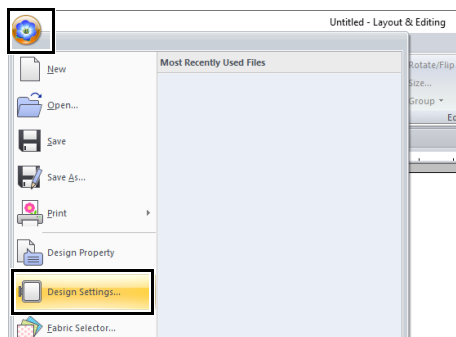 Untitled - Layout & Editing
New
Most Recently Used Files
Rotate/Flip
Open...
Size...
Group
Save
Save As...
Print
Design Property
Design Settings...
Fabric Selector...